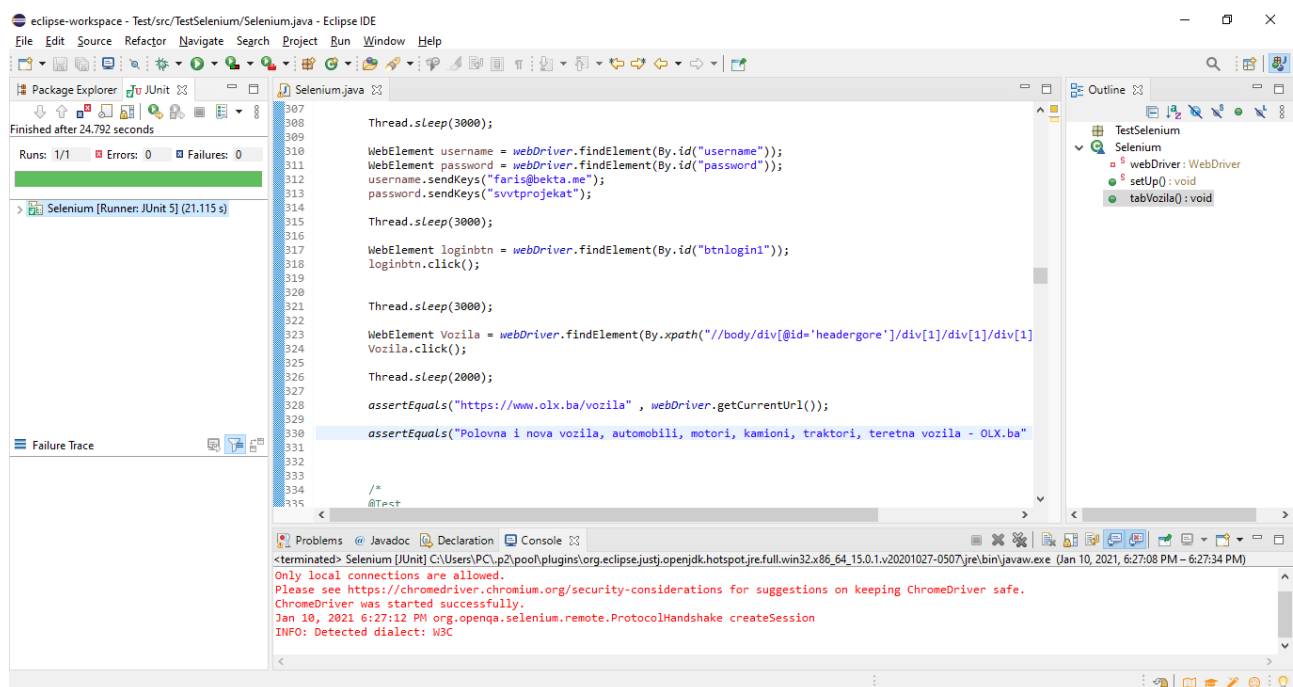 eclipse-workspace - Test/src/TestSelenium/Selenium.java - Eclipse IDE
File Edit Source Refactor Navigate Search Project Run Window Help
Package Explorer JUnit
Finished after 24.792 seconds
Runs: 1/1 Errors: 0 Failures: 0
Selenium [Runner: JUnit 5] (21.115 s)
Failure Trace
Selenium.java
307
308 Thread.sleep(3000);
309
310 WebElement username = webDriver.findElement(By.id("username"));
311 WebElement password = webDriver.findElement(By.id("password"));
312 username.sendKeys("faris@bekta.me");
313 password.sendKeys("svvtprojekat");
314
315 Thread.sleep(3000);
316
317 WebElement loginbtn = webDriver.findElement(By.id("btnlogin1"));
318 loginbtn.click();
319
320
321 Thread.sleep(3000);
322
323 WebElement Vozila = webDriver.findElement(By.xpath("//body/div[@id='headergore']/div[1]/div[1]/div[1]
324 Vozila.click();
325
326 Thread.sleep(2000);
327
328 assertEquals("https://www.olx.ba/vozila" , webDriver.getCurrentUrl());
329
330 assertEquals("Polovna i nova vozila, automobili, motori, kamioni, traktori, teretna vozila - OLX.ba"
331
332
333
334 /*
335 @Test
Outline
TestSelenium
Selenium
webDriver : WebDriver
setUp() : void
tabVozila() : void
Problems Javadoc Declaration Console
<terminated> Selenium [JUnit] C:\Users\PC\.p2\pool\plugins\org.eclipse.justj.openjdk.hotspot.jre.full.win32.x86_64_15.0.1.v20201027-0507\jre\bin\javaw.exe (Jan 10, 2021, 6:27:08 PM – 6:27:34 PM)
Only local connections are allowed.
Please see https://chromedriver.chromium.org/security-considerations for suggestions on keeping ChromeDriver safe.
ChromeDriver was started successfully.
Jan 10, 2021 6:27:12 PM org.openqa.selenium.remote.ProtocolHandshake createSession
INFO: Detected dialect: W3C